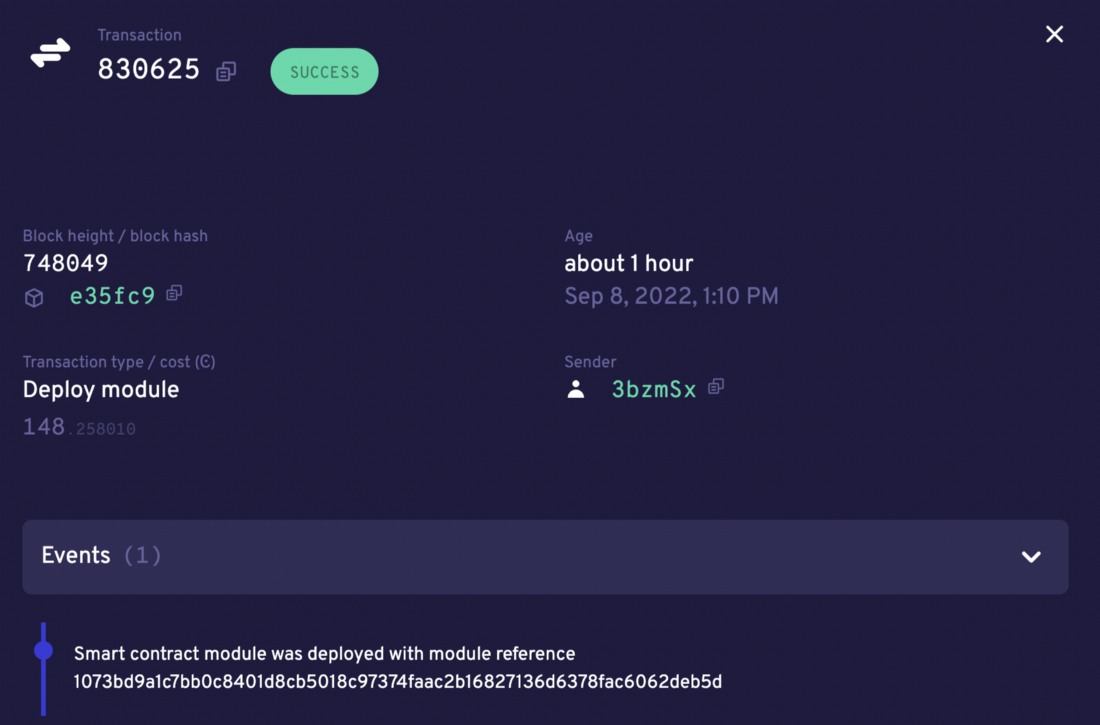 Transaction
830625
SUCCESS
Block height / block hash
748049
e35fc9
Age
about 1 hour
Sep 8, 2022, 1:10 PM
Transaction type / cost (Ͼ)
Deploy module
148.258010
Sender
3bzmSx
Events (1)
Smart contract module was deployed with module reference
1073bd9a1c7bb0c8401d8cb5018c97374faac2b16827136d6378fac6062deb5d